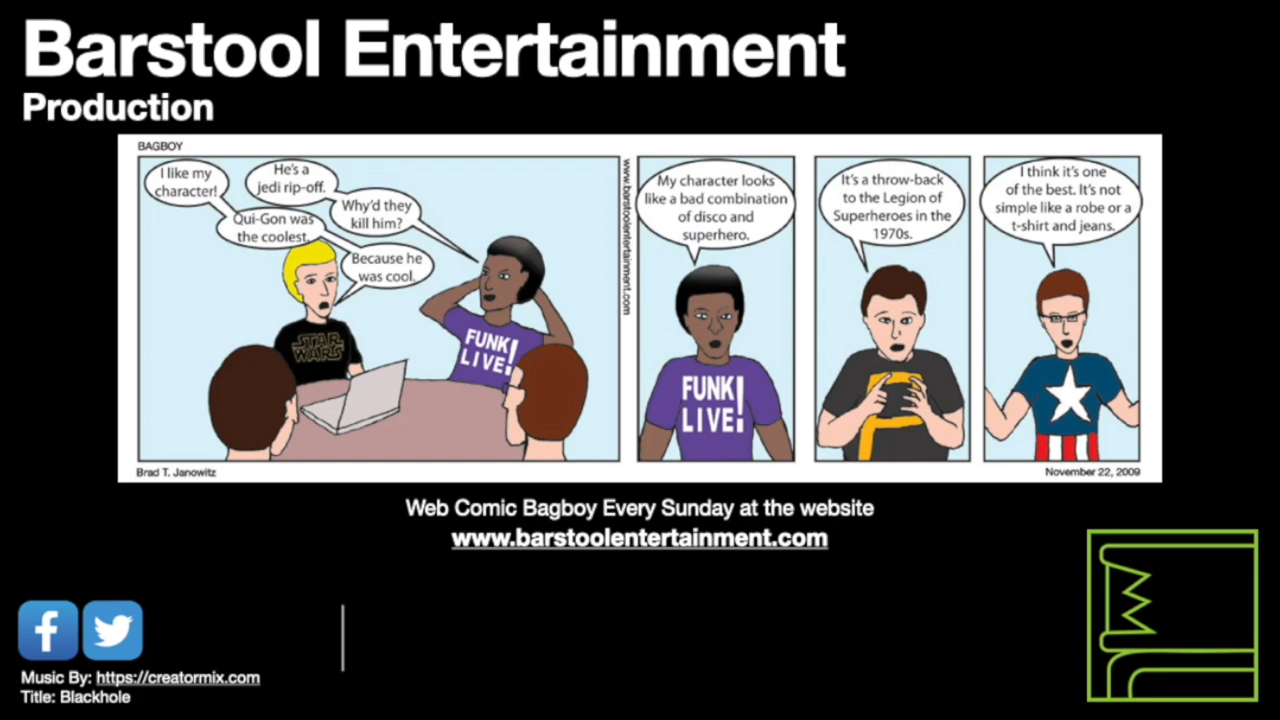 Barstool Entertainment
Production
BAGBOY
I like my
character!
He's a
jedi rip-off.
Qui-Gon was
the coolest.
Why'd they
kill him?
Because he
was cool.
STAR
WARS
FUNK
LIVE!
www.barstoolentertainment.com
My character looks
like a bad combination
of disco and
superhero.
FUNK
LIVE!
It's a throw-back
to the Legion of
Superheroes in the
1970s.
I think it's one
of the best. It's not
simple like a robe or a
t-shirt and jeans.
Brad T. Janowitz
November 22, 2009
Web Comic Bagboy Every Sunday at the website
www.barstoolentertainment.com
Music By: https://creatormix.com
Title: Blackhole